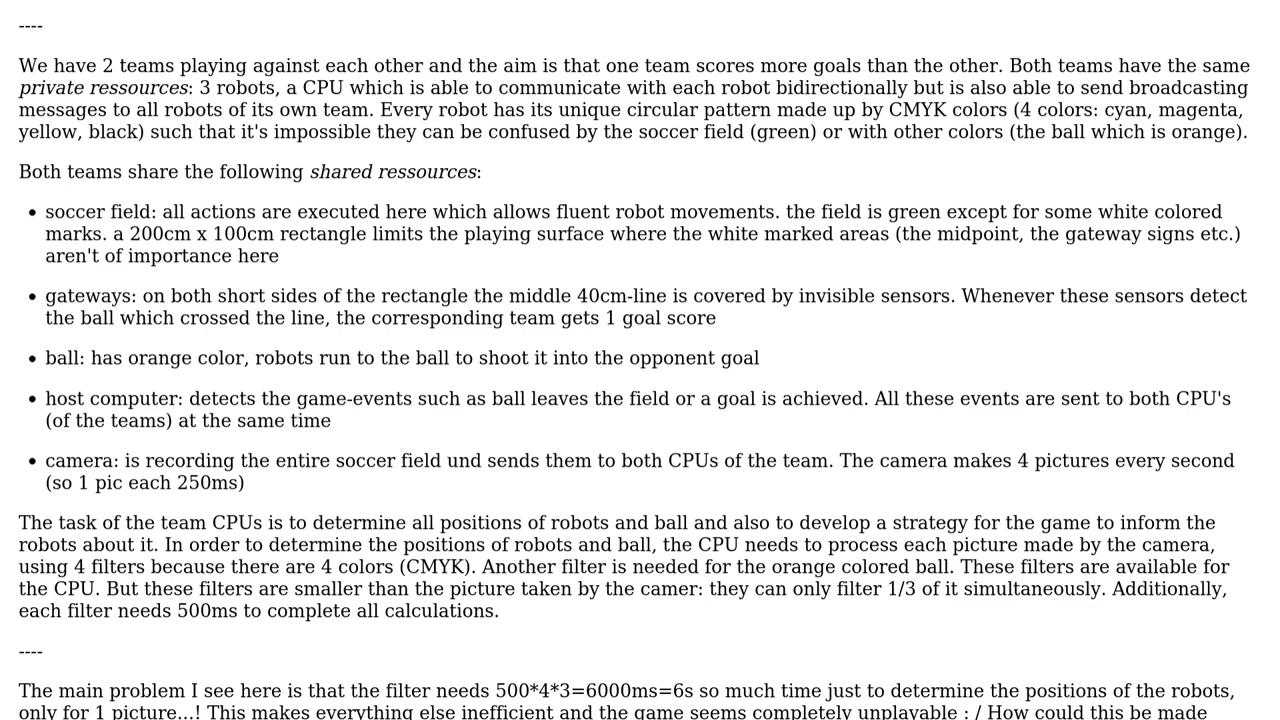 ----
We have 2 teams playing against each other and the aim is that one team scores more goals than the other. Both teams have the same
private ressources: 3 robots, a CPU which is able to communicate with each robot bidirectionally but is also able to send broadcasting
messages to all robots of its own team. Every robot has its unique circular pattern made up by CMYK colors (4 colors: cyan, magenta,
yellow, black) such that it's impossible they can be confused by the soccer field (green) or with other colors (the ball which is orange).
Both teams share the following shared ressources:
• soccer field: all actions are executed here which allows fluent robot movements. the field is green except for some white colored
marks. a 200cm x 100cm rectangle limits the playing surface where the white marked areas (the midpoint, the gateway signs etc.)
aren't of importance here
• gateways: on both short sides of the rectangle the middle 40cm-line is covered by invisible sensors. Whenever these sensors detect
the ball which crossed the line, the corresponding team gets 1 goal score
• ball: has orange color, robots run to the ball to shoot it into the opponent goal
• host computer: detects the game-events such as ball leaves the field or a goal is achieved. All these events are sent to both CPU's
(of the teams) at the same time
• camera: is recording the entire soccer field und sends them to both CPUs of the team. The camera makes 4 pictures every second
(so 1 pic each 250ms)
The task of the team CPUs is to determine all positions of robots and ball and also to develop a strategy for the game to inform the
robots about it. In order to determine the positions of robots and ball, the CPU needs to process each picture made by the camera,
using 4 filters because there are 4 colors (CMYK). Another filter is needed for the orange colored ball. These filters are available for
the CPU. But these filters are smaller than the picture taken by the camer: they can only filter 1/3 of it simultaneously. Additionally,
each filter needs 500ms to complete all calculations.
----
The main problem I see here is that the filter needs 500*4*3=6000ms=6s so much time just to determine the positions of the robots,
only for 1 picture...! This makes everything else inefficient and the game seems completely unplayable : / How could this be made